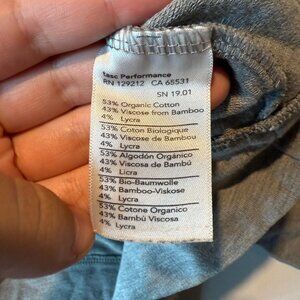 tasc Performance
RN 129212 CA 65531
SN 19.01
53% Organic Cotton
43% Viscose from Bamboo
4% Lycra
53% Coton Biologique
43% Viscose de Bambou
4% Lycra
53% Algodón Orgánico
43% Viscosa de Bambú
4% Licra
53% Bio-Baumwolle
43% Bamboo-Viskose
4% Lycra
53% Cotone Organico
43% Bambù Viscosa
4% Lycra